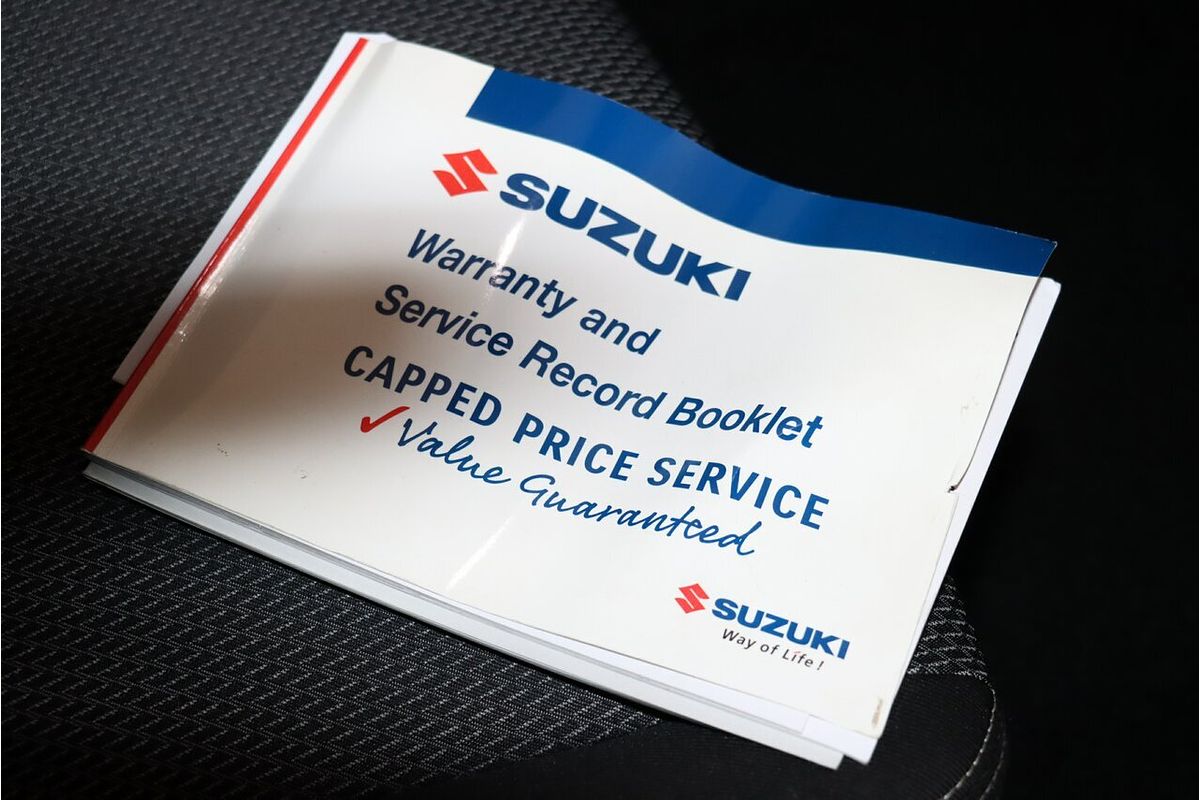 SUZUKI
Warranty and
Service Record Booklet
CAPPED PRICE SERVICE
Value Guaranteed
SUZUKI
Way of Life!